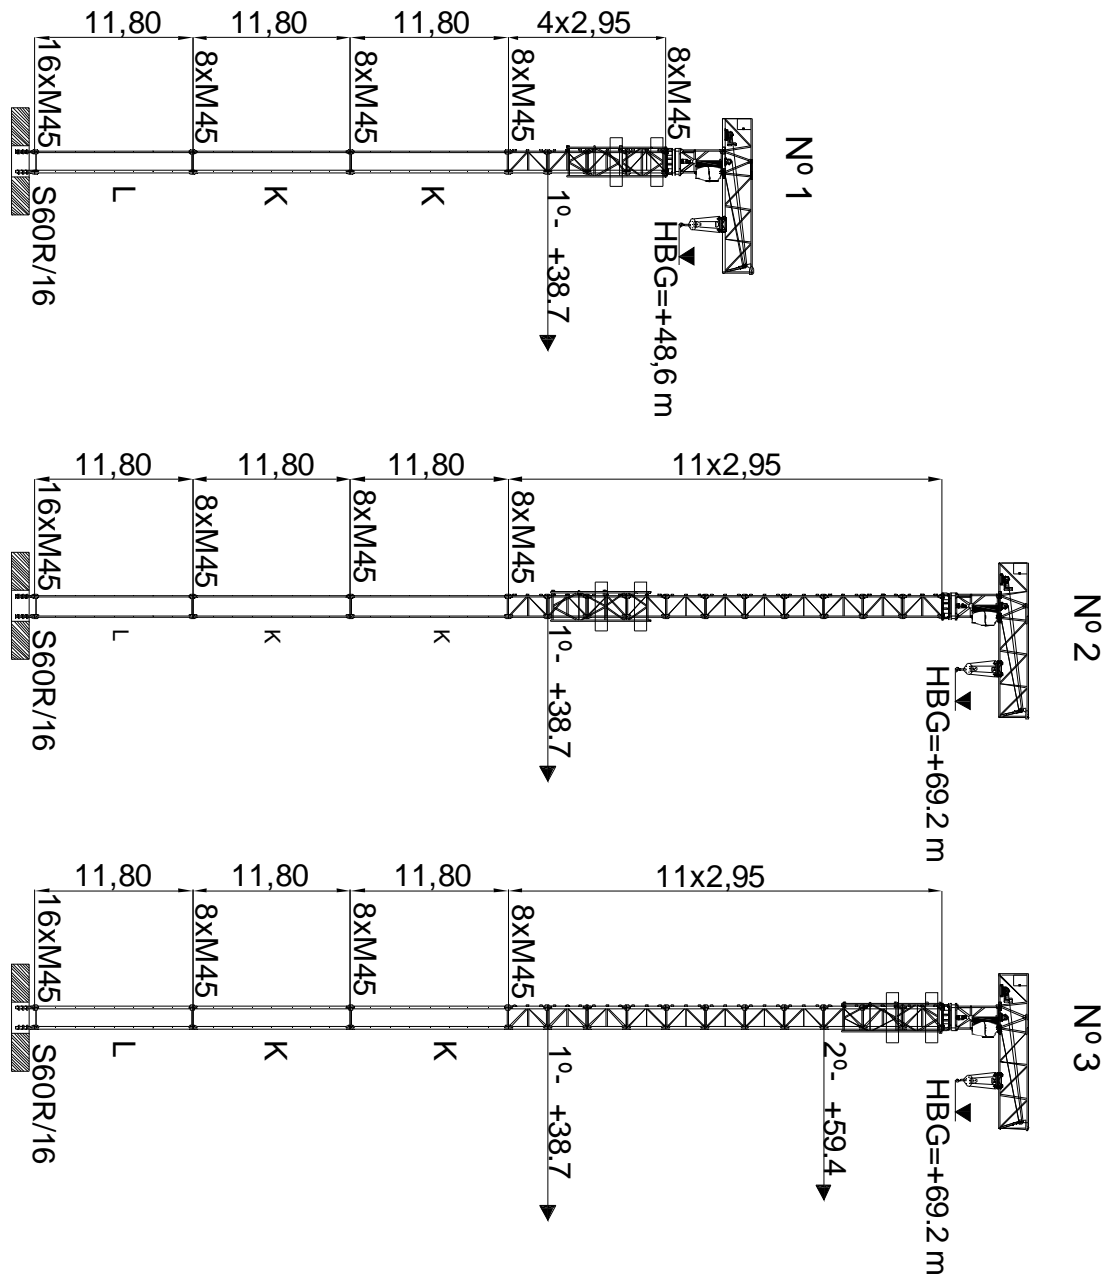 Nº 1
11,80
11,80
11,80
4x2,95
16xM45
8xM45
8xM45
8xM45
8xM45
S60R/16
L
K
K
1º- +38.7
HBG=+48,6 m
Nº 2
11,80
11,80
11,80
11x2,95
16xM45
8xM45
8xM45
8xM45
S60R/16
L
K
K
1º- +38.7
HBG=+69.2 m
Nº 3
11,80
11,80
11,80
11x2,95
16xM45
8xM45
8xM45
8xM45
S60R/16
L
K
K
1º- +38.7
2º- +59.4
HBG=+69.2 m